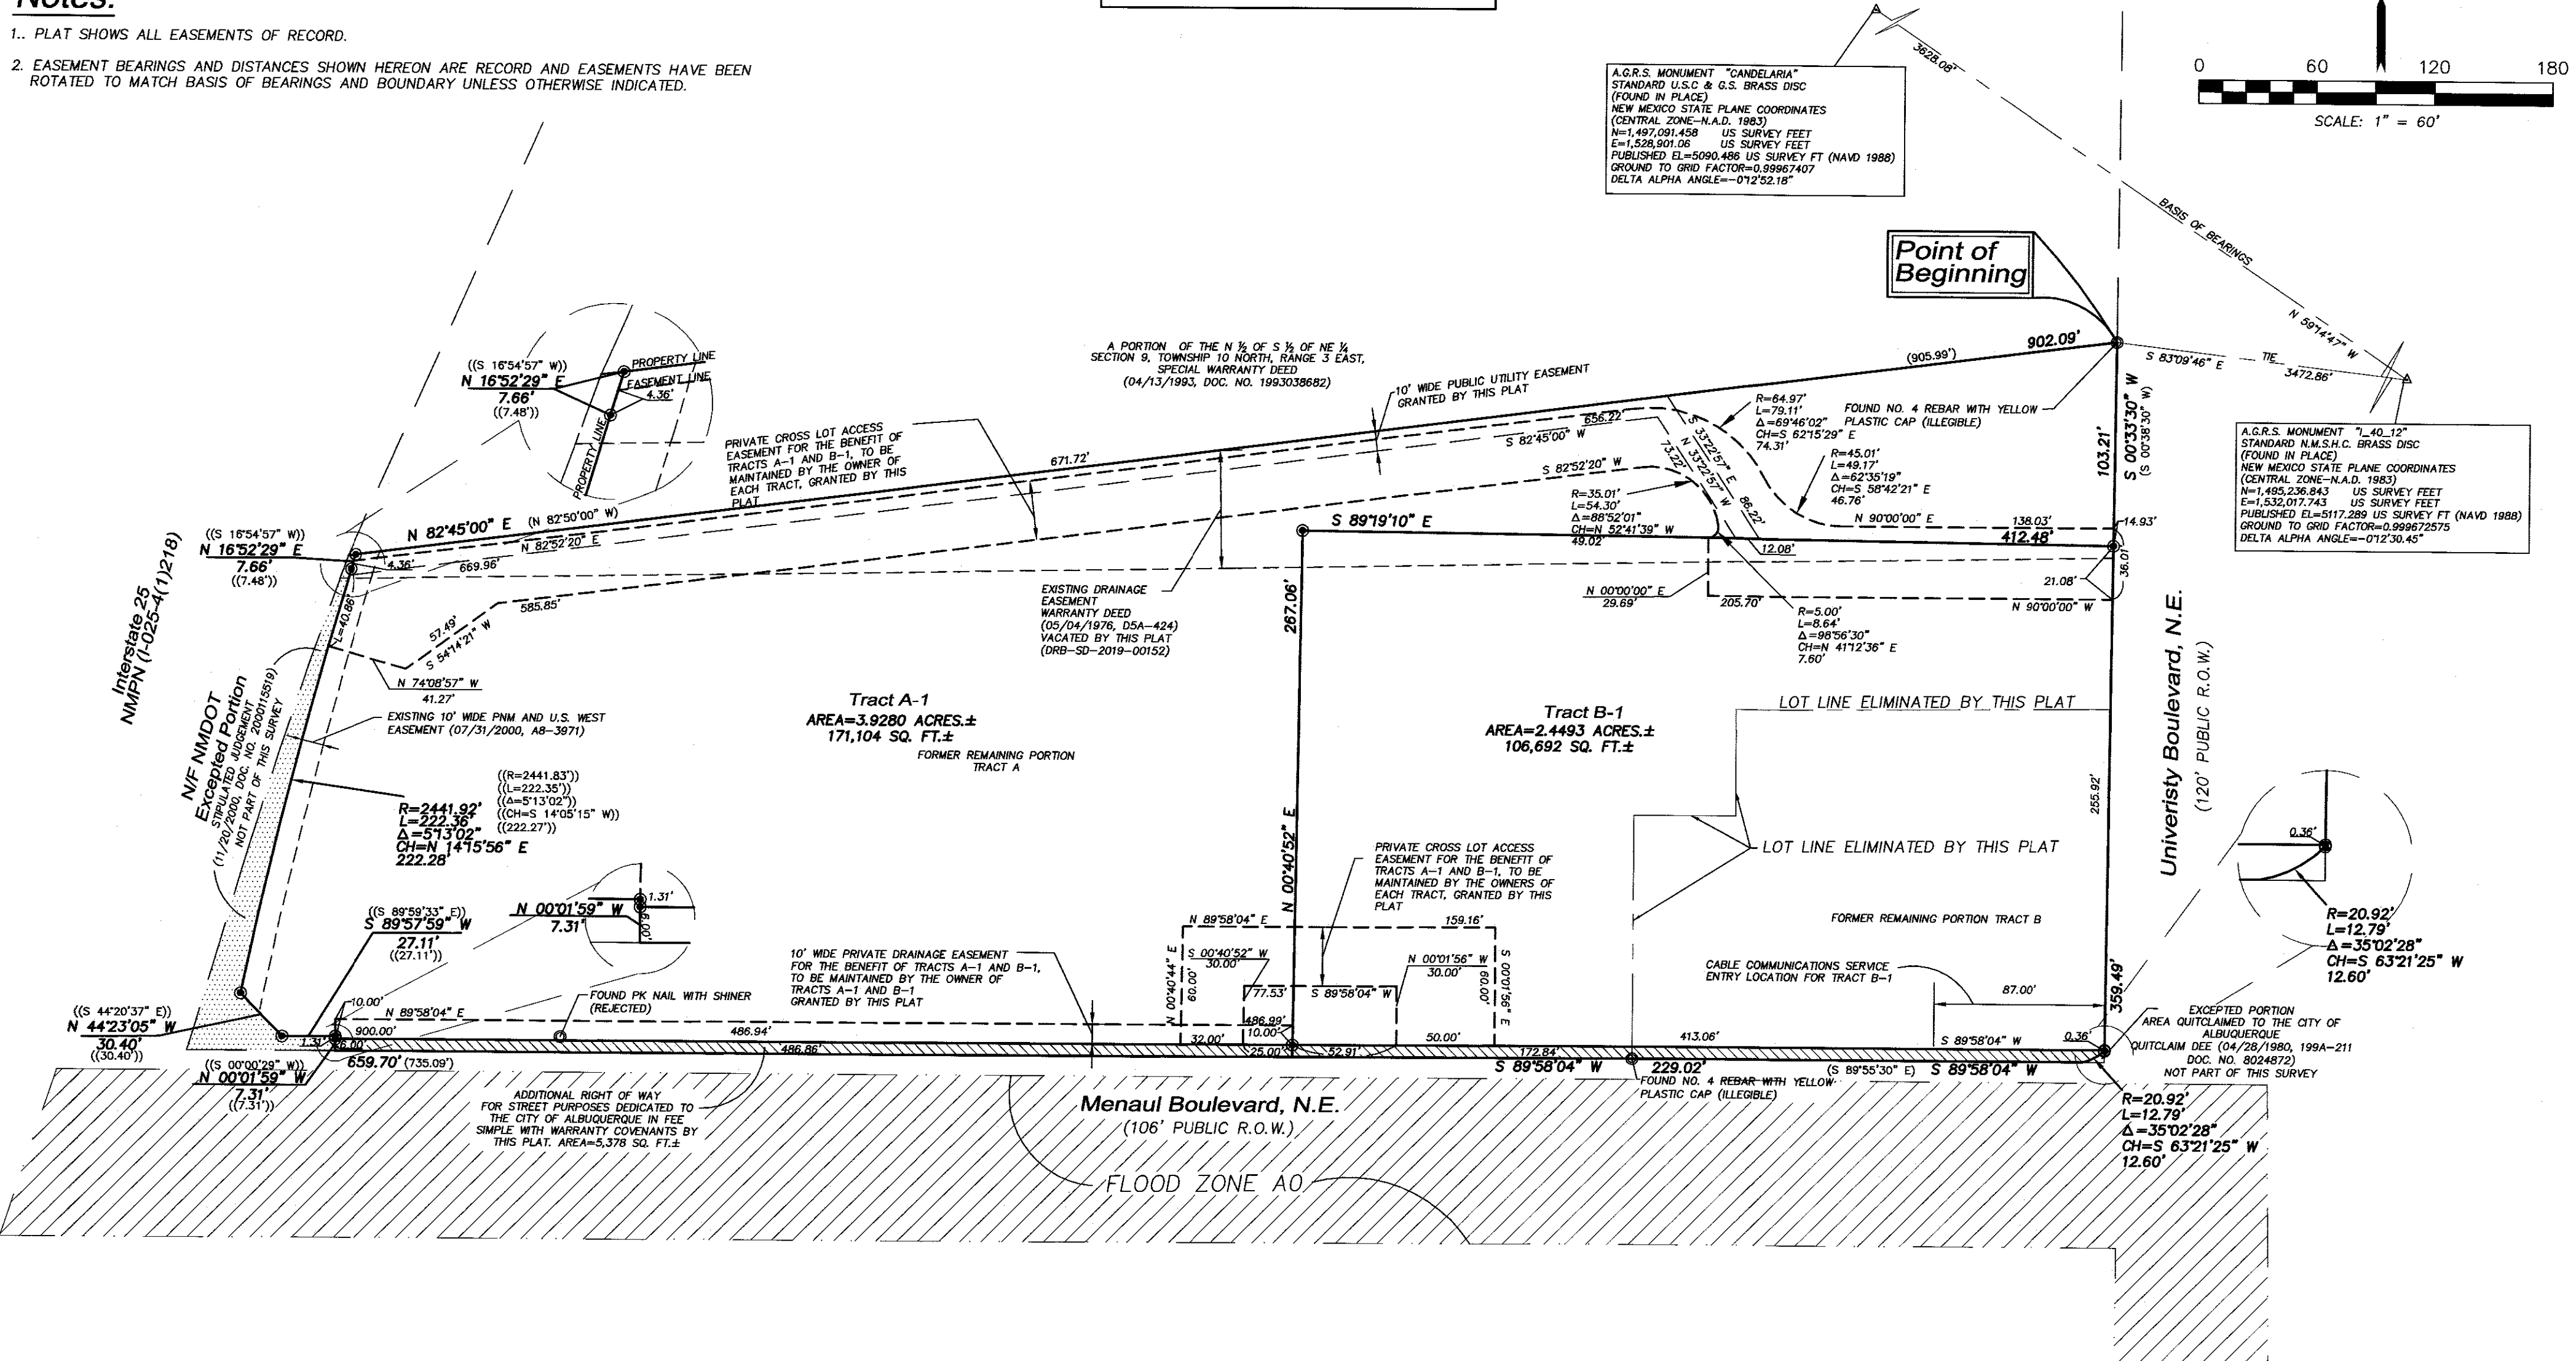 Notes:
1.. PLAT SHOWS ALL EASEMENTS OF RECORD.
2. EASEMENT BEARINGS AND DISTANCES SHOWN HEREON ARE RECORD AND EASEMENTS HAVE BEEN
ROTATED TO MATCH BASIS OF BEARINGS AND BOUNDARY UNLESS OTHERWISE INDICATED.
A.G.R.S. MONUMENT "CANDELARIA"
STANDARD U.S.C & G.S. BRASS DISC
(FOUND IN PLACE)
NEW MEXICO STATE PLANE COORDINATES
(CENTRAL ZONE-N.A.D. 1983)
N=1,497,091.458 US SURVEY FEET
E=1,528,901.06 US SURVEY FEET
PUBLISHED EL=5090.486 US SURVEY FT (NAVD 1988)
GROUND TO GRID FACTOR=0.99967407
DELTA ALPHA ANGLE=-0°12'52.18"
3628.08'
0 60 120 180
SCALE: 1" = 60'
BASIS OF BEARINGS
N 59°14'47" W
Point of
Beginning
S 83°09'46" E
TIE
3472.86'
A.G.R.S. MONUMENT "I_40_12"
STANDARD N.M.S.H.C. BRASS DISC
(FOUND IN PLACE)
NEW MEXICO STATE PLANE COORDINATES
(CENTRAL ZONE-N.A.D. 1983)
N=1,495,236.843 US SURVEY FEET
E=1,532,017.743 US SURVEY FEET
PUBLISHED EL=5117.289 US SURVEY FT (NAVD 1988)
GROUND TO GRID FACTOR=0.999672575
DELTA ALPHA ANGLE=-0°12'30.45"
((S 16°54'57" W))
N 16°52'29" E
7.66'
((7.48'))
PROPERTY LINE
EASEMENT LINE
4.36'
PROPERTY LINE
A PORTION OF THE N ½ OF S ½ OF NE ¼
SECTION 9, TOWNSHIP 10 NORTH, RANGE 3 EAST,
SPECIAL WARRANTY DEED
(04/13/1993, DOC. NO. 1993038682)
10' WIDE PUBLIC UTILITY EASEMENT
GRANTED BY THIS PLAT
(905.99')
902.09'
PRIVATE CROSS LOT ACCESS
EASEMENT FOR THE BENEFIT OF
TRACTS A-1 AND B-1, TO BE
MAINTAINED BY THE OWNER OF
EACH TRACT, GRANTED BY THIS
PLAT
671.72'
656.22'
S 82°45'00" W
S 82°52'20" W
S 33°22'57" E
86.22'
N 33°22'57" W
73.22'
R=64.97'
L=79.11'
Δ=69°46'02"
CH=S 62°15'29" E
74.31'
FOUND NO. 4 REBAR WITH YELLOW
PLASTIC CAP (ILLEGIBLE)
R=45.01'
L=49.17'
Δ=62°35'19"
CH=S 58°42'21" E
46.76'
103.21'
S 00°33'30" W
(S 00°38'30" W)
R=35.01'
L=54.30'
Δ=88°52'01"
CH=N 52°41'39" W
49.02'
N 90°00'00" E
138.03'
14.93'
S 89°19'10" E
412.48'
12.08'
36.01'
21.08'
N 00°00'00" E
29.69'
205.70'
N 90°00'00" W
R=5.00'
L=8.64'
Δ=98°56'30"
CH=N 41°12'36" E
7.60'
((S 16°54'57" W))
N 16°52'29" E
7.66'
((7.48'))
N 82°45'00" E
(N 82°50'00" W)
N 82°52'20" E
4.36'
669.96'
585.85'
57.49'
S 54°14'21" W
L=40.86'
N 74°08'57" W
41.27'
EXISTING DRAINAGE
EASEMENT
WARRANTY DEED
(05/04/1976, D5A-424)
VACATED BY THIS PLAT
(DRB-SD-2019-00152)
267.06'
N 00°40'52" E
Interstate 25
NMPN (I-025-4(1)218)
N/F NMDOT
Excepted Portion
STIPULATED JUDGEMENT
(11/20/2000, DOC. NO. 2000115519)
NOT PART OF THIS SURVEY
EXISTING 10' WIDE PNM AND U.S. WEST
EASEMENT (07/31/2000, A8-3971)
Tract A-1
AREA=3.9280 ACRES.±
171,104 SQ. FT.±
FORMER REMAINING PORTION
TRACT A
Tract B-1
AREA=2.4493 ACRES.±
106,692 SQ. FT.±
LOT LINE ELIMINATED BY THIS PLAT
LOT LINE ELIMINATED BY THIS PLAT
255.92'
Univeristy Boulevard, N.E.
(120' PUBLIC R.O.W.)
((R=2441.83'))
((L=222.35'))
((Δ=5°13'02"))
((CH=S 14°05'15" W))
((222.27'))
R=2441.92'
L=222.36'
Δ=5°13'02"
CH=N 14°15'56" E
222.28'
PRIVATE CROSS LOT ACCESS
EASEMENT FOR THE BENEFIT OF
TRACTS A-1 AND B-1, TO BE
MAINTAINED BY THE OWNERS OF
EACH TRACT, GRANTED BY THIS
PLAT
FORMER REMAINING PORTION TRACT B
0.36'
R=20.92'
L=12.79'
Δ=35°02'28"
CH=S 63°21'25" W
12.60'
((S 89°59'33" E))
S 89°57'59" W
27.11'
((27.11'))
N 00°01'59" W
7.31'
1.31'
6.00'
10' WIDE PRIVATE DRAINAGE EASEMENT
FOR THE BENEFIT OF TRACTS A-1 AND B-1,
TO BE MAINTAINED BY THE OWNER OF
TRACTS A-1 AND B-1
GRANTED BY THIS PLAT
N 89°58'04" E
159.16'
N 00°40'44" E
60.00'
S 00°40'52" W
30.00'
77.53'
S 89°58'04" W
N 00°01'56" W
30.00'
S 00°01'56" E
60.00'
CABLE COMMUNICATIONS SERVICE
ENTRY LOCATION FOR TRACT B-1
87.00'
359.49'
EXCEPTED PORTION
AREA QUITCLAIMED TO THE CITY OF
ALBUQUERQUE
QUITCLAIM DEE (04/28/1980, 199A-211
DOC. NO. 8024872)
NOT PART OF THIS SURVEY
((S 44°20'37" E))
N 44°23'05" W
30.40'
((30.40'))
10.00'
N 89°58'04" E
900.00'
FOUND PK NAIL WITH SHINER
(REJECTED)
486.94'
486.99'
10.00'
1.31'
6.00'
486.86'
32.00'
25.00'
52.91'
50.00'
172.84'
413.06'
S 89°58'04" W
0.36'
((S 00°00'29" W))
N 00°01'59" W
7.31'
((7.31'))
659.70' (735.09')
S 89°58'04" W
229.02'
(S 89°55'30" E)
S 89°58'04" W
FOUND NO. 4 REBAR WITH YELLOW
PLASTIC CAP (ILLEGIBLE)
ADDITIONAL RIGHT OF WAY
FOR STREET PURPOSES DEDICATED TO
THE CITY OF ALBUQUERQUE IN FEE
SIMPLE WITH WARRANTY COVENANTS BY
THIS PLAT. AREA=5,378 SQ. FT.±
Menaul Boulevard, N.E.
(106' PUBLIC R.O.W.)
R=20.92'
L=12.79'
Δ=35°02'28"
CH=S 63°21'25" W
12.60'
FLOOD ZONE AO